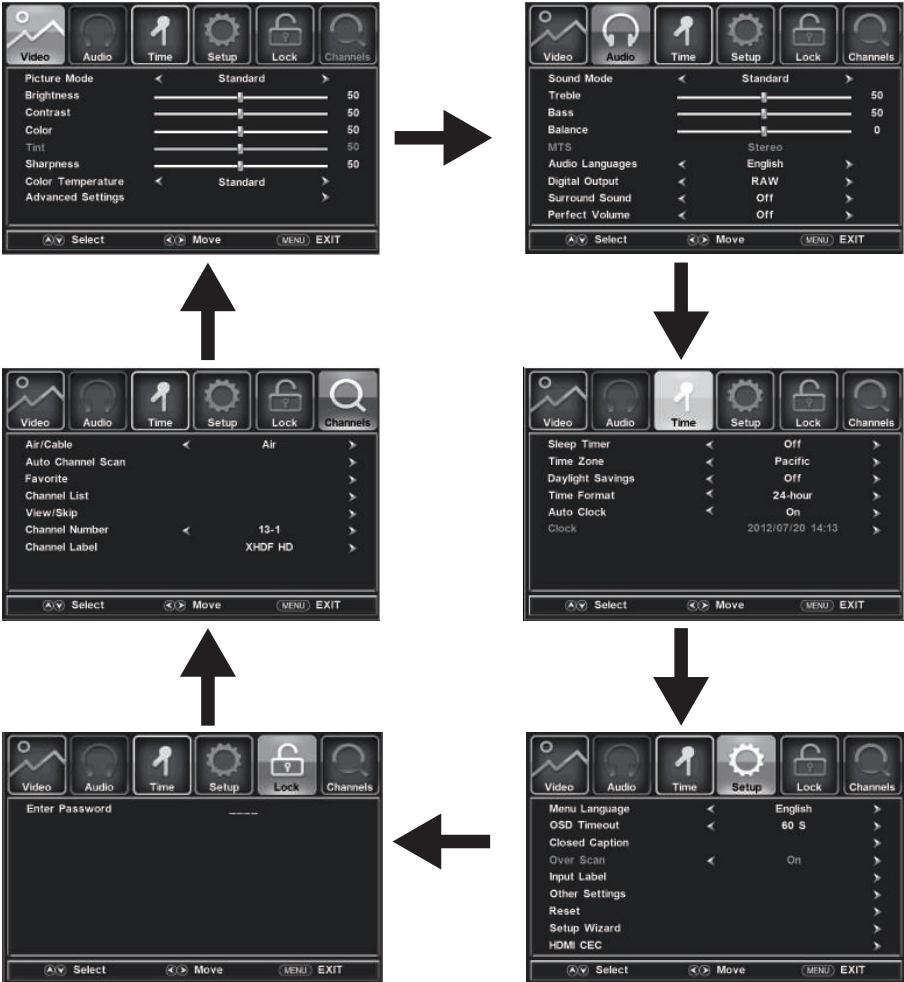 Video Audio Time Setup Lock Channels
Picture Mode Standard
Brightness 50
Contrast 50
Color 50
Tint 50
Sharpness 50
Color Temperature Standard
Advanced Settings
Select Move MENU EXIT
Video Audio Time Setup Lock Channels
Sound Mode Standard
Treble 50
Bass 50
Balance 0
MTS Stereo
Audio Languages English
Digital Output RAW
Surround Sound Off
Perfect Volume Off
Select Move MENU EXIT
Video Audio Time Setup Lock Channels
Air/Cable Air
Auto Channel Scan
Favorite
Channel List
View/Skip
Channel Number 13-1
Channel Label XHDF HD
Select Move MENU EXIT
Video Audio Time Setup Lock Channels
Sleep Timer Off
Time Zone Pacific
Daylight Savings Off
Time Format 24-hour
Auto Clock On
Clock 2012/07/20 14:13
Select Move MENU EXIT
Video Audio Time Setup Lock Channels
Enter Password _ _ _ _
Select Move MENU EXIT
Video Audio Time Setup Lock Channels
Menu Language English
OSD Timeout 60 S
Closed Caption
Over Scan On
Input Label
Other Settings
Reset
Setup Wizard
HDMI CEC
Select Move MENU EXIT